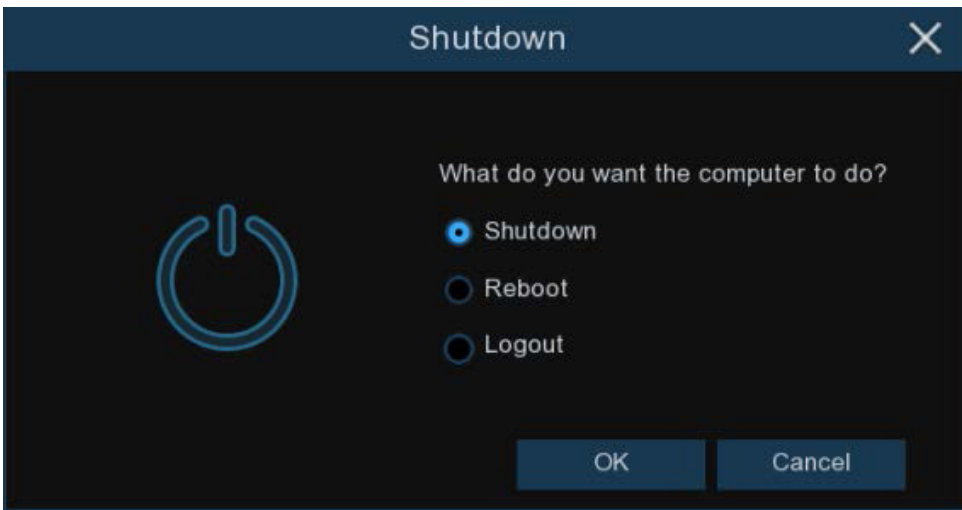 Shutdown
What do you want the computer to do?
Shutdown
Reboot
Logout
OK
Cancel